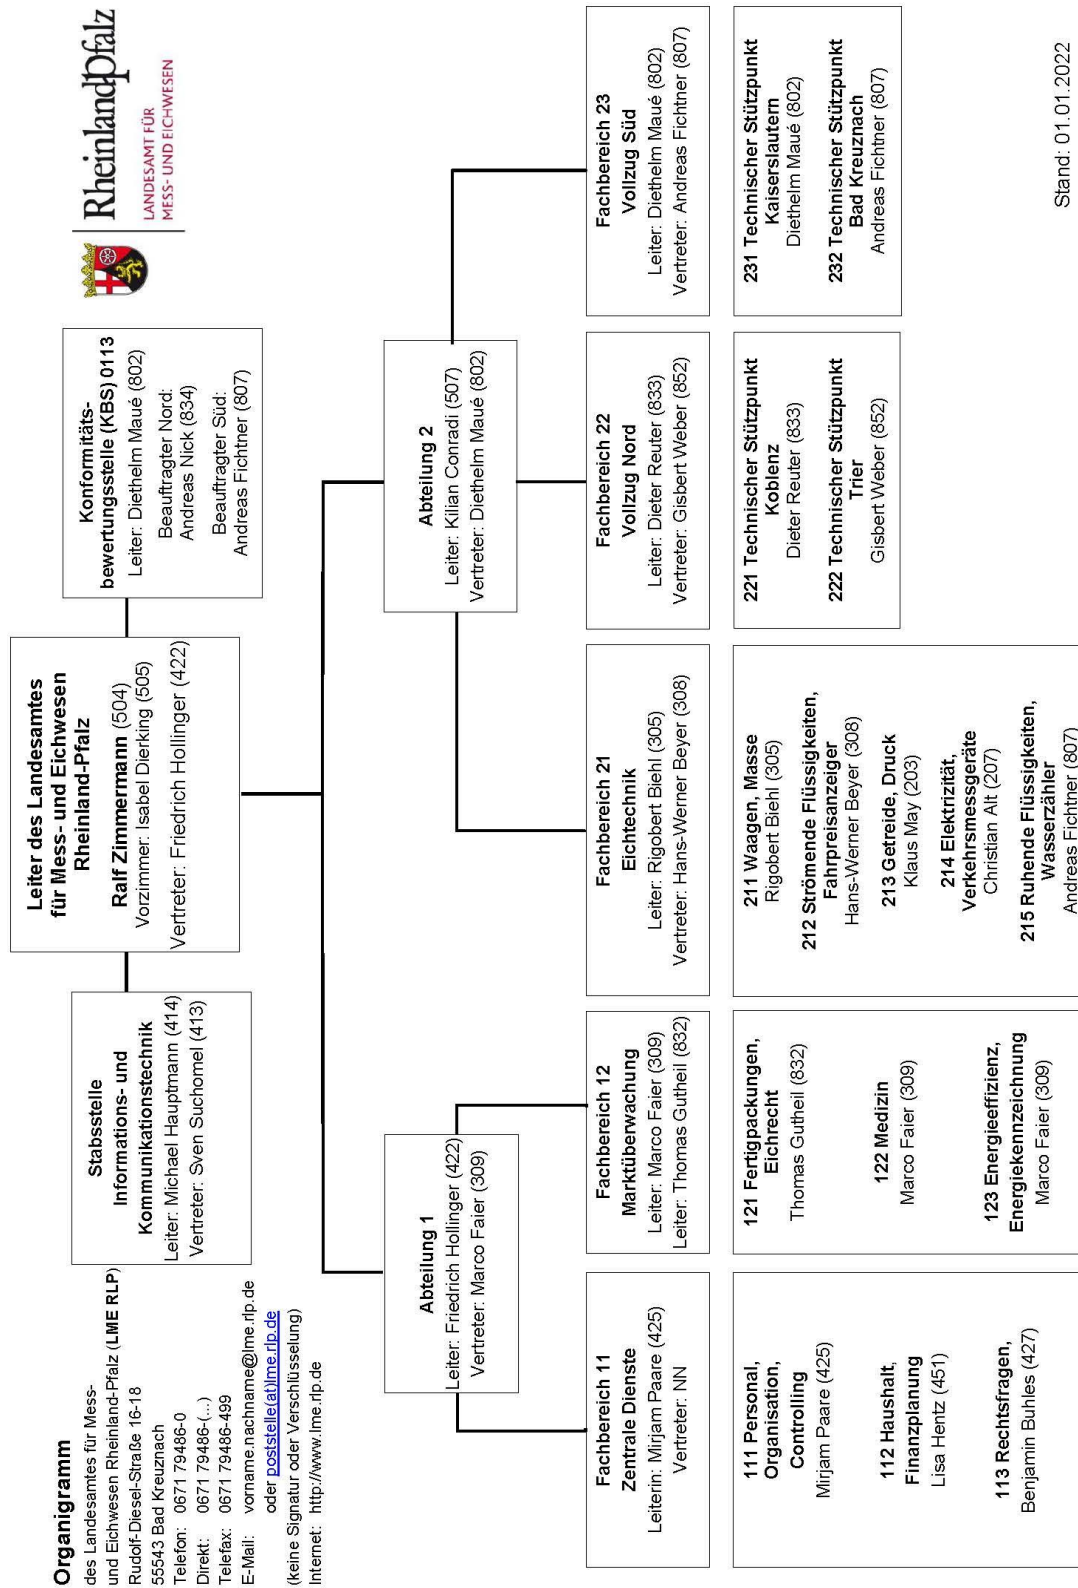 Organigramm
des Landesamtes für Mess-
und Eichwesen Rheinland-Pfalz (LME RLP)
Rudolf-Diesel-Straße 16-18
55543 Bad Kreuznach
Telefon: 0671 79486-0
Direkt: 0671 79486-(...)
Telefax: 0671 79486-499
E-Mail: vorname.nachname@lme.rlp.de
oder poststelle(at)lme.rlp.de
(keine Signatur oder Verschlüsselung)
Internet: http://www.lme.rlp.de
Stabsstelle
Informations- und
Kommunikationstechnik
Leiter: Michael Hauptmann (414)
Vertreter: Sven Suchomel (413)
Leiter des Landesamtes
für Mess- und Eichwesen
Rheinland-Pfalz
Ralf Zimmermann (504)
Vorzimmer: Isabel Dierking (505)
Vertreter: Friedrich Hollinger (422)
Konformitäts-
bewertungsstelle (KBS) 0113
Leiter: Diethelm Maué (802)
Beauftragter Nord:
Andreas Nick (834)
Beauftragter Süd:
Andreas Fichtner (807)
RheinlandPfalz
LANDESAMT FÜR
MESS- UND EICHWESEN
Abteilung 1
Leiter: Friedrich Hollinger (422)
Vertreter: Marco Faier (309)
Abteilung 2
Leiter: Kilian Conradi (507)
Vertreter: Diethelm Maué (802)
Fachbereich 11
Zentrale Dienste
Leiterin: Mirjam Paare (425)
Vertreter: NN
Fachbereich 12
Marktüberwachung
Leiter: Marco Faier (309)
Leiter: Thomas Gutheil (832)
Fachbereich 21
Eichtechnik
Leiter: Rigobert Biehl (305)
Vertreter: Hans-Werner Beyer (308)
Fachbereich 22
Vollzug Nord
Leiter: Dieter Reuter (833)
Vertreter: Gisbert Weber (852)
Fachbereich 23
Vollzug Süd
Leiter: Diethelm Maué (802)
Vertreter: Andreas Fichtner (807)
111 Personal,
Organisation,
Controlling
Mirjam Paare (425)
112 Haushalt,
Finanzplanung
Lisa Hentz (451)
113 Rechtsfragen,
Benjamin Buhles (427)
121 Fertigpackungen,
Eichrecht
Thomas Gutheil (832)
122 Medizin
Marco Faier (309)
123 Energieeffizienz,
Energiekennzeichnung
Marco Faier (309)
211 Waagen, Masse
Rigobert Biehl (305)
212 Strömende Flüssigkeiten,
Fahrpreisanzeiger
Hans-Werner Beyer (308)
213 Getreide, Druck
Klaus May (203)
214 Elektrizität,
Verkehrsmessgeräte
Christian Alt (207)
215 Ruhende Flüssigkeiten,
Wasserzähler
Andreas Fichtner (807)
221 Technischer Stützpunkt
Koblenz
Dieter Reuter (833)
222 Technischer Stützpunkt
Trier
Gisbert Weber (852)
231 Technischer Stützpunkt
Kaiserslautern
Diethelm Maué (802)
232 Technischer Stützpunkt
Bad Kreuznach
Andreas Fichtner (807)
Stand: 01.01.2022